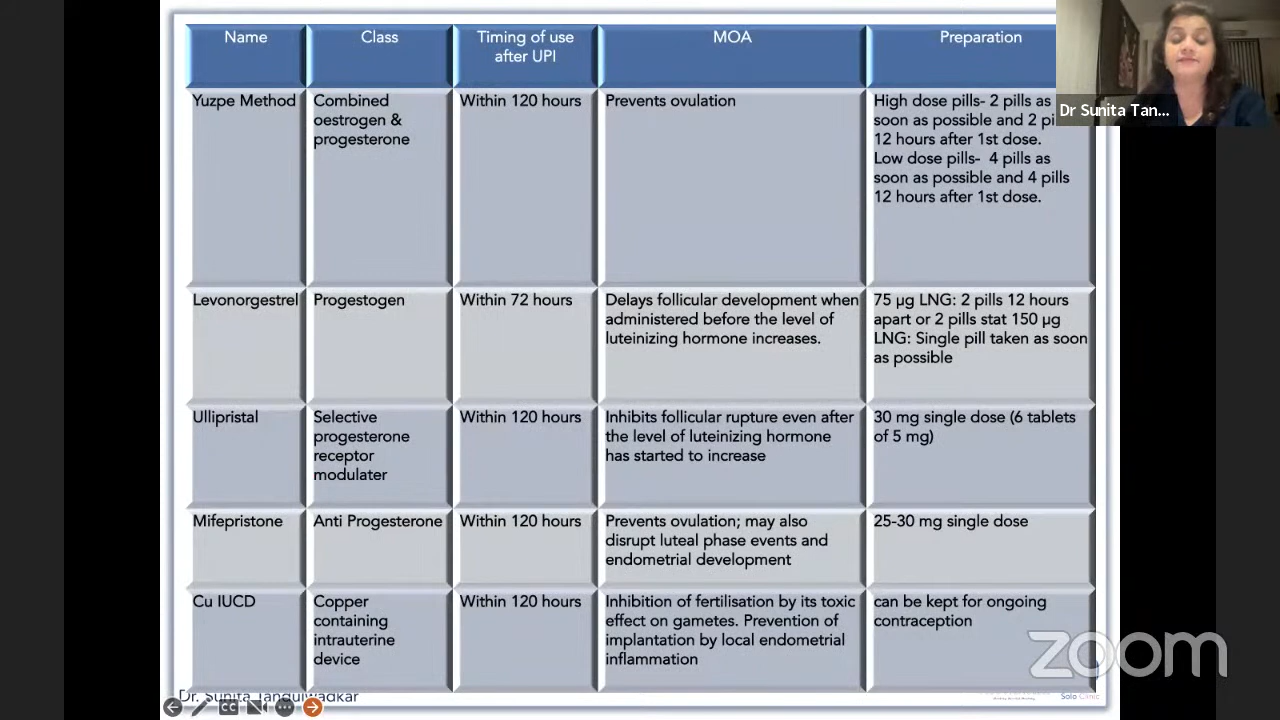 Name
Class
Timing of use
after UPI
MOA
Preparation
Yuzpe Method
Combined
oestrogen &
progesterone
Within 120 hours
Prevents ovulation
High dose pills- 2 pills as
soon as possible and 2 pi
12 hours after 1st dose.
Low dose pills- 4 pills as
soon as possible and 4 pills
12 hours after 1st dose.
Levonorgestrel
Progestogen
Within 72 hours
Delays follicular development when
administered before the level of
luteinizing hormone increases.
75 µg LNG: 2 pills 12 hours
apart or 2 pills stat 150 µg
LNG: Single pill taken as soon
as possible
Ullipristal
Selective
progesterone
receptor
modulater
Within 120 hours
Inhibits follicular rupture even after
the level of luteinizing hormone
has started to increase
30 mg single dose (6 tablets
of 5 mg)
Mifepristone
Anti Progesterone
Within 120 hours
Prevents ovulation; may also
disrupt luteal phase events and
endometrial development
25-30 mg single dose
Cu IUCD
Copper
containing
intrauterine
device
Within 120 hours
Inhibition of fertilisation by its toxic
effect on gametes. Prevention of
implantation by local endometrial
inflammation
can be kept for ongoing
contraception
Dr Sunita Tan...
zoom
Dr. Sunita Tandulwadkar
CC
Solo Clinic